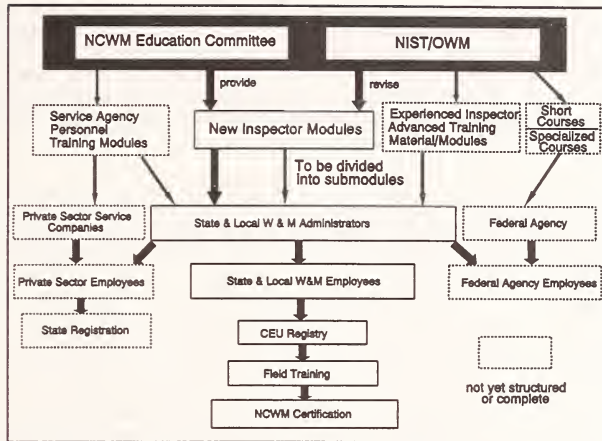 NCWM Education Committee
NIST/OWM
provide
revise
Service Agency
Personnel
Training Modules
New Inspector Modules
Experienced Inspector
Advanced Training
Material/Modules
Short
Courses
Specialized
Courses
To be divided
into submodules
Private Sector Service
Companies
State & Local W & M Administrators
Federal Agency
Private Sector Employees
State & Local W&M Employees
Federal Agency Employees
State Registration
CEU Registry
Field Training
NCWM Certification
not yet structured
or complete